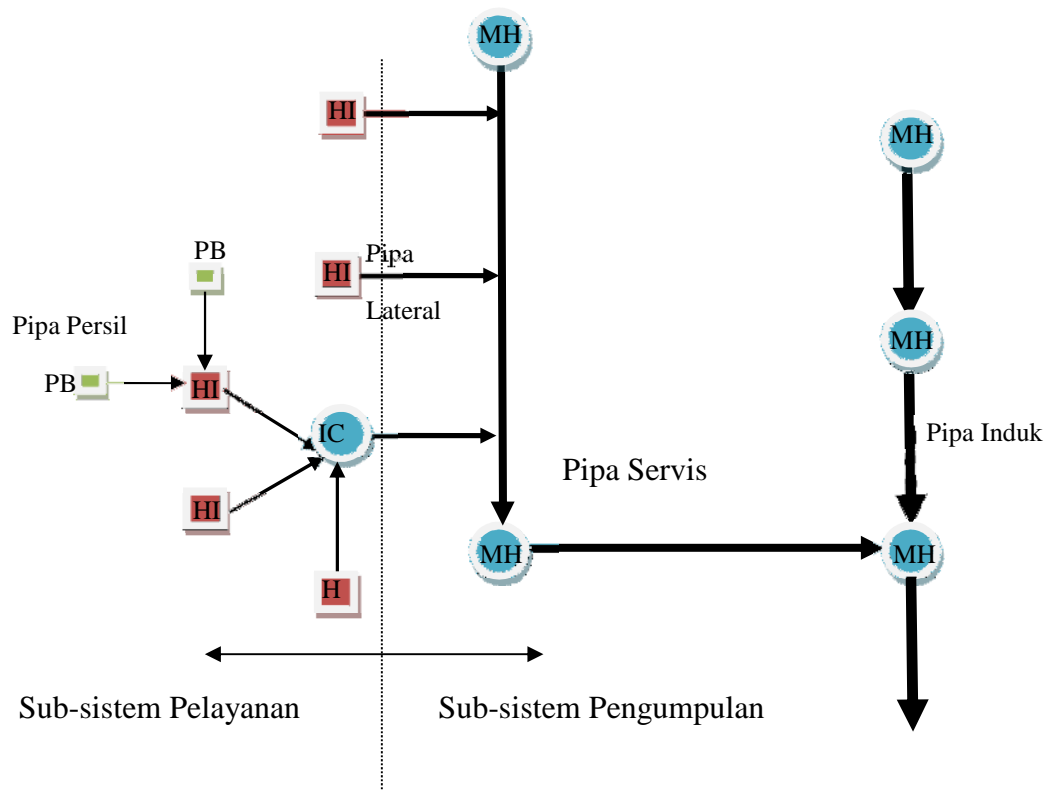 MH
HI
MH
PB
HI
Pipa
Lateral
Pipa Persil
MH
PB
HI
IC
Pipa Induk
Pipa Servis
HI
MH
MH
H
Sub-sistem Pelayanan
Sub-sistem Pengumpulan